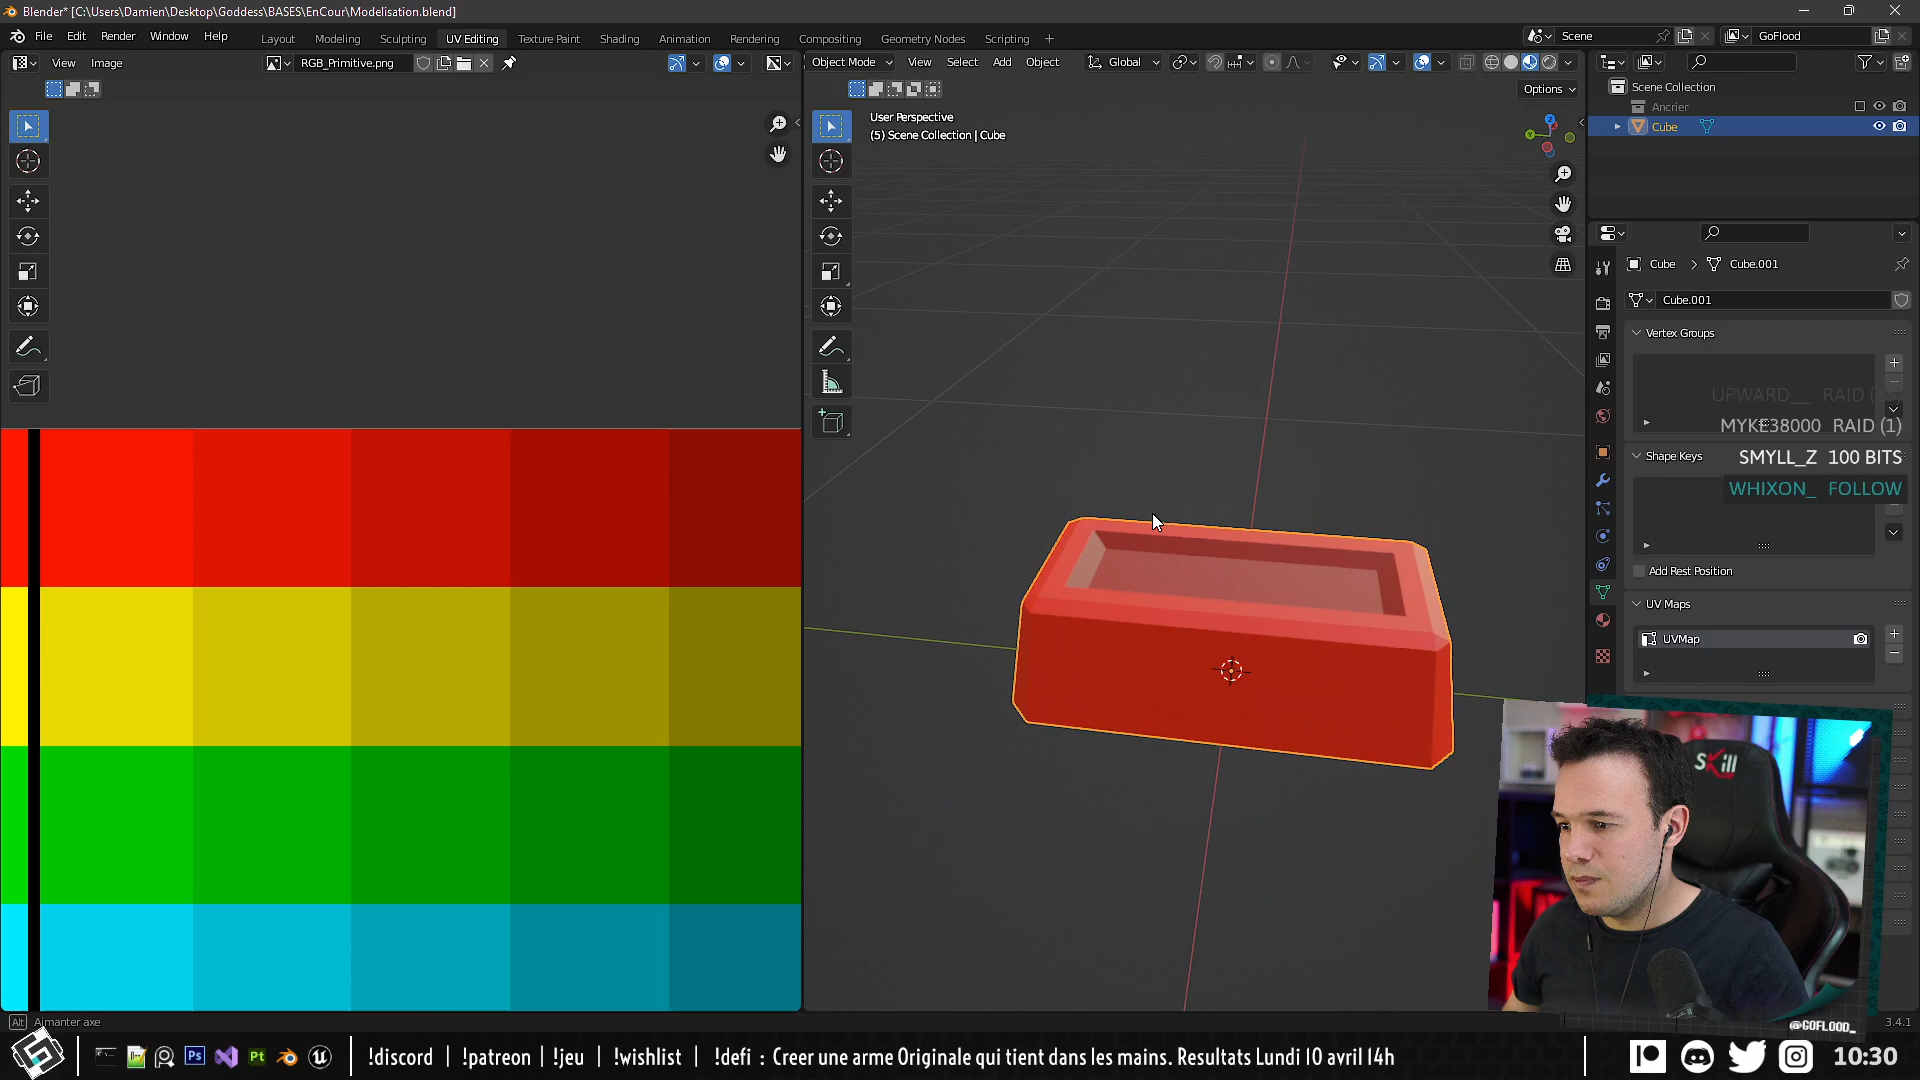 Blender* [C:\Users\Damien\Desktop\Goddess\BASES\EnCour\Modelisation.blend]
File Edit Render Window Help
Layout Modeling Sculpting UV Editing Texture Paint Shading Animation Rendering Compositing Geometry Nodes Scripting +
Scene
GoFlood
View Image
RGB_Primitive.png
Object Mode View Select Add Object
Global
Options
User Perspective
(5) Scene Collection | Cube
Scene Collection
Ancrier
Cube
Cube > Cube.001
Cube.001
Vertex Groups
UPWARD__ RAID
MYKE38000 RAID (1)
Shape Keys
SMYLL_Z 100 BITS
WHIXON_ FOLLOW
Add Rest Position
UV Maps
UVMap
Skill
@GOFLOOD_
Alt Aimanter axe
3.4.1
Ps
Pt
!discord | !patreon | !jeu | !wishlist | !defi : Creer une arme Originale qui tient dans les mains. Resultats Lundi 10 avril 14h
10:30